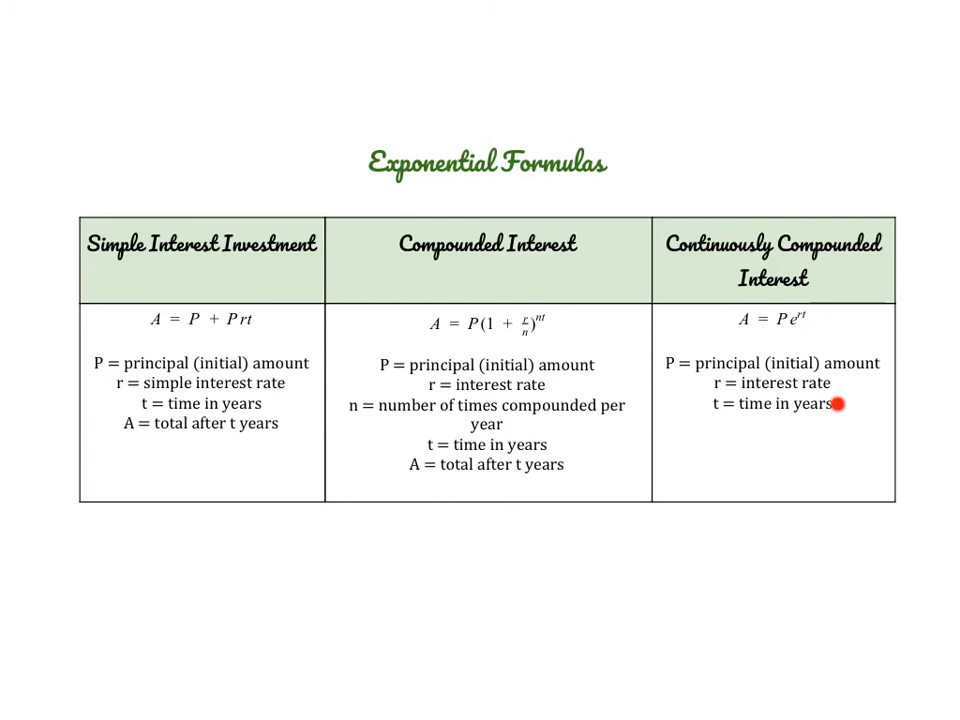 Exponential Formulas
Simple Interest Investment
Compounded Interest
Continuously Compounded
Interest
A = P + Prt
P = principal (initial) amount
r = simple interest rate
t = time in years
A = total after t years
A = P(1 + r/n)^nt
P = principal (initial) amount
r = interest rate
n = number of times compounded per
year
t = time in years
A = total after t years
A = Pe^rt
P = principal (initial) amount
r = interest rate
t = time in years